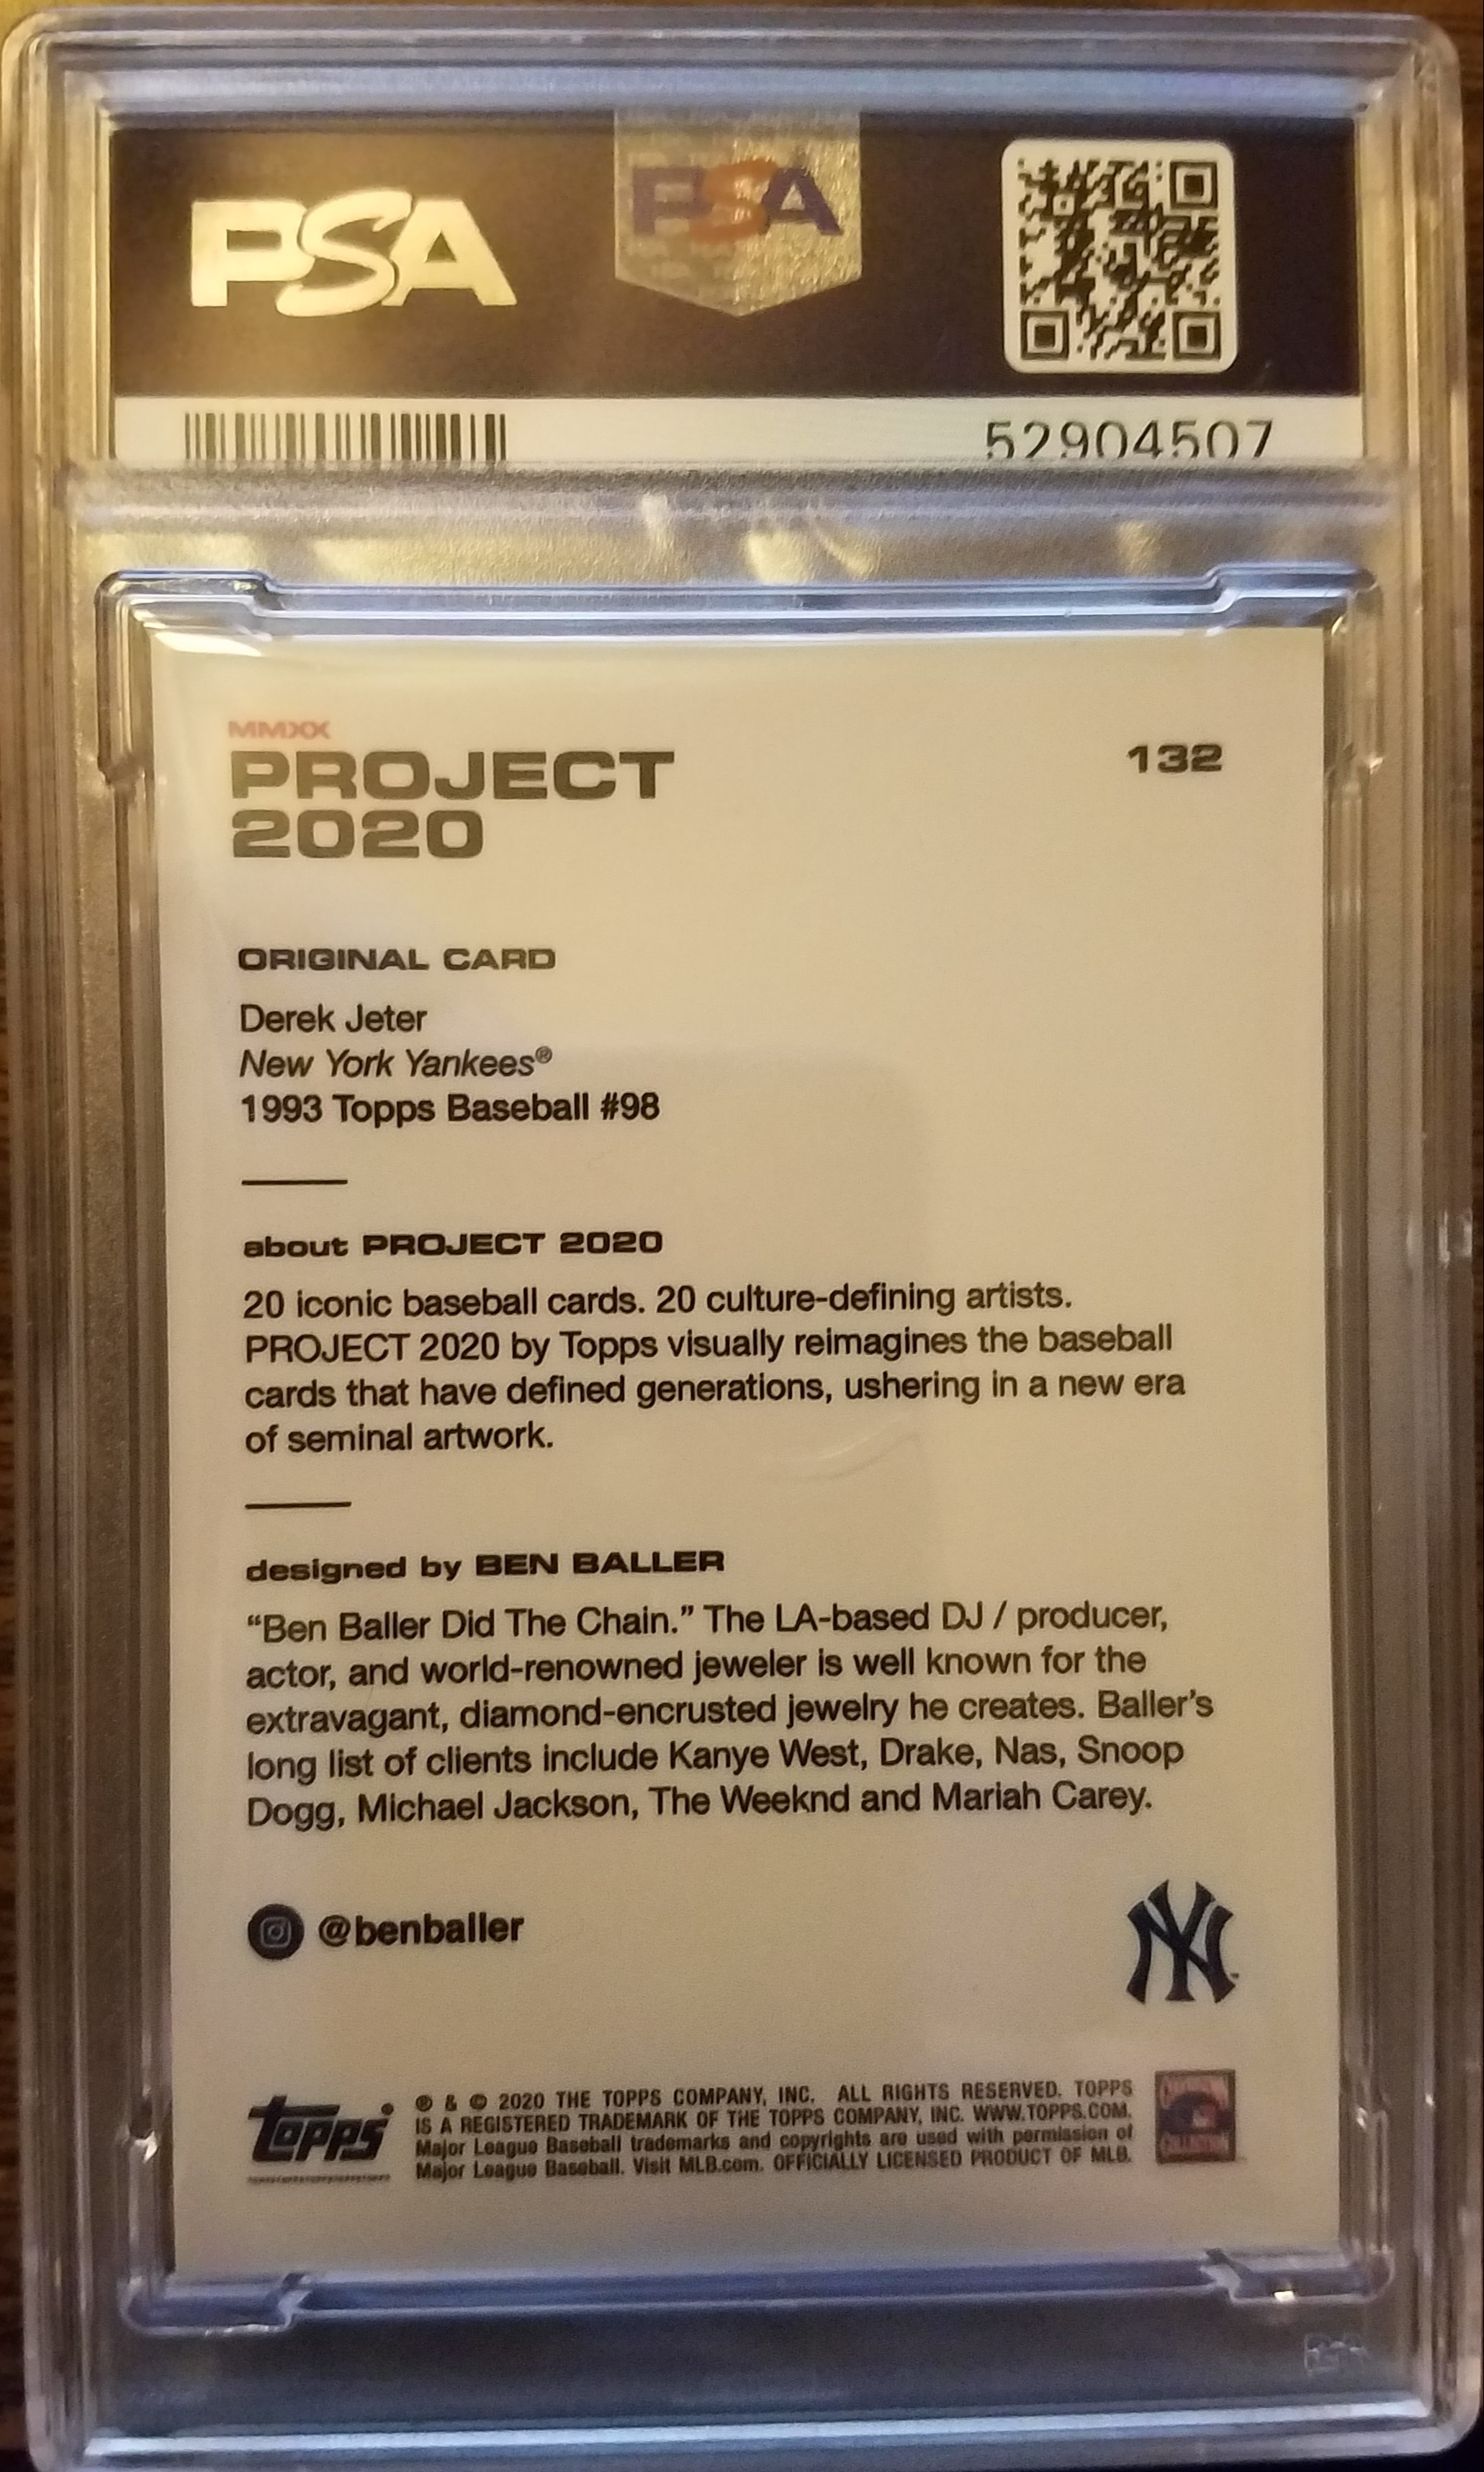 PSA
PSA
52904507
MMXX
PROJECT
2020
132
ORIGINAL CARD
Derek Jeter
New York Yankees®
1993 Topps Baseball #98
about PROJECT 2020
20 iconic baseball cards. 20 culture-defining artists.
PROJECT 2020 by Topps visually reimagines the baseball
cards that have defined generations, ushering in a new era
of seminal artwork.
designed by BEN BALLER
“Ben Baller Did The Chain.” The LA-based DJ / producer,
actor, and world-renowned jeweler is well known for the
extravagant, diamond-encrusted jewelry he creates. Baller’s
long list of clients include Kanye West, Drake, Nas, Snoop
Dogg, Michael Jackson, The Weeknd and Mariah Carey.
@benballer
NY
topps®
® & © 2020 THE TOPPS COMPANY, INC. ALL RIGHTS RESERVED. TOPPS
IS A REGISTERED TRADEMARK OF THE TOPPS COMPANY, INC. WWW.TOPPS.COM.
Major League Baseball trademarks and copyrights are used with permission of
Major League Baseball. Visit MLB.com. OFFICIALLY LICENSED PRODUCT OF MLB.